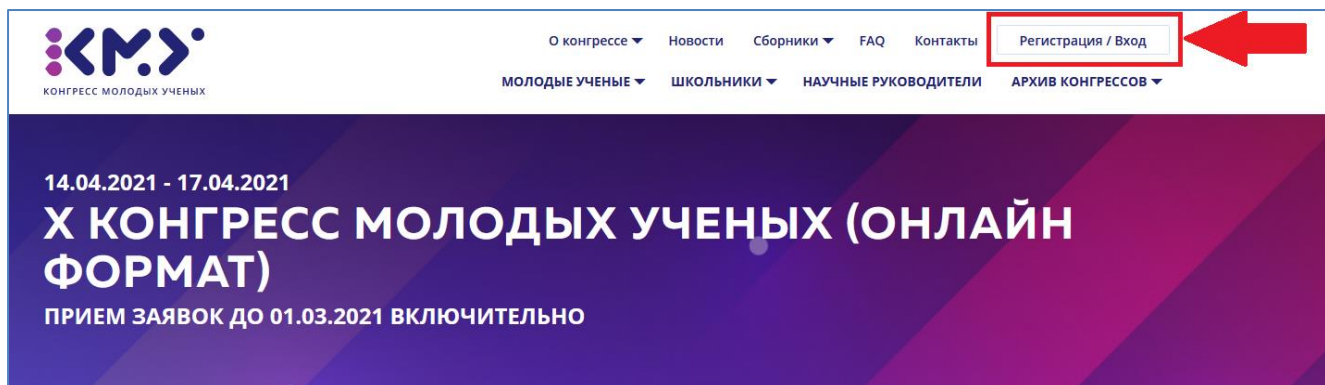 КМУ
КОНГРЕСС МОЛОДЫХ УЧЕНЫХ
О конгрессе Новости Сборники FAQ Контакты Регистрация / Вход
МОЛОДЫЕ УЧЕНЫЕ ШКОЛЬНИКИ НАУЧНЫЕ РУКОВОДИТЕЛИ АРХИВ КОНГРЕССОВ
14.04.2021 - 17.04.2021
X КОНГРЕСС МОЛОДЫХ УЧЕНЫХ (ОНЛАЙН
ФОРМАТ)
ПРИЕМ ЗАЯВОК ДО 01.03.2021 ВКЛЮЧИТЕЛЬНО